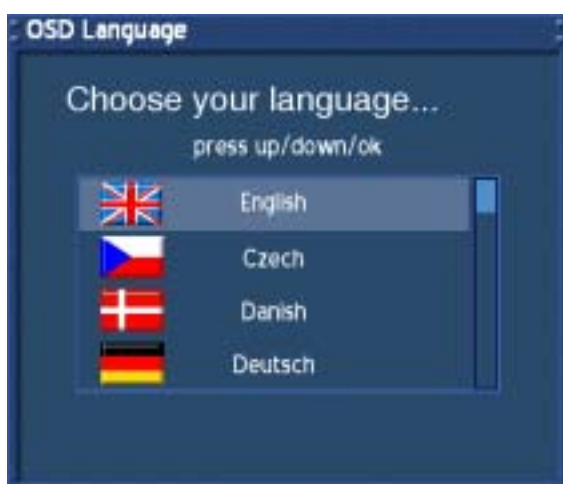 OSD Language
Choose your language...
press up/down/ok
English
Czech
Danish
Deutsch